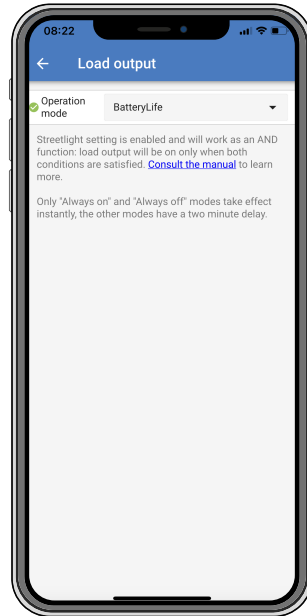 08:22
Load output
Operation
mode
BatteryLife
Streetlight setting is enabled and will work as an AND
function: load output will be on only when both
conditions are satisfied. Consult the manual to learn
more.
Only "Always on" and "Always off" modes take effect
instantly, the other modes have a two minute delay.